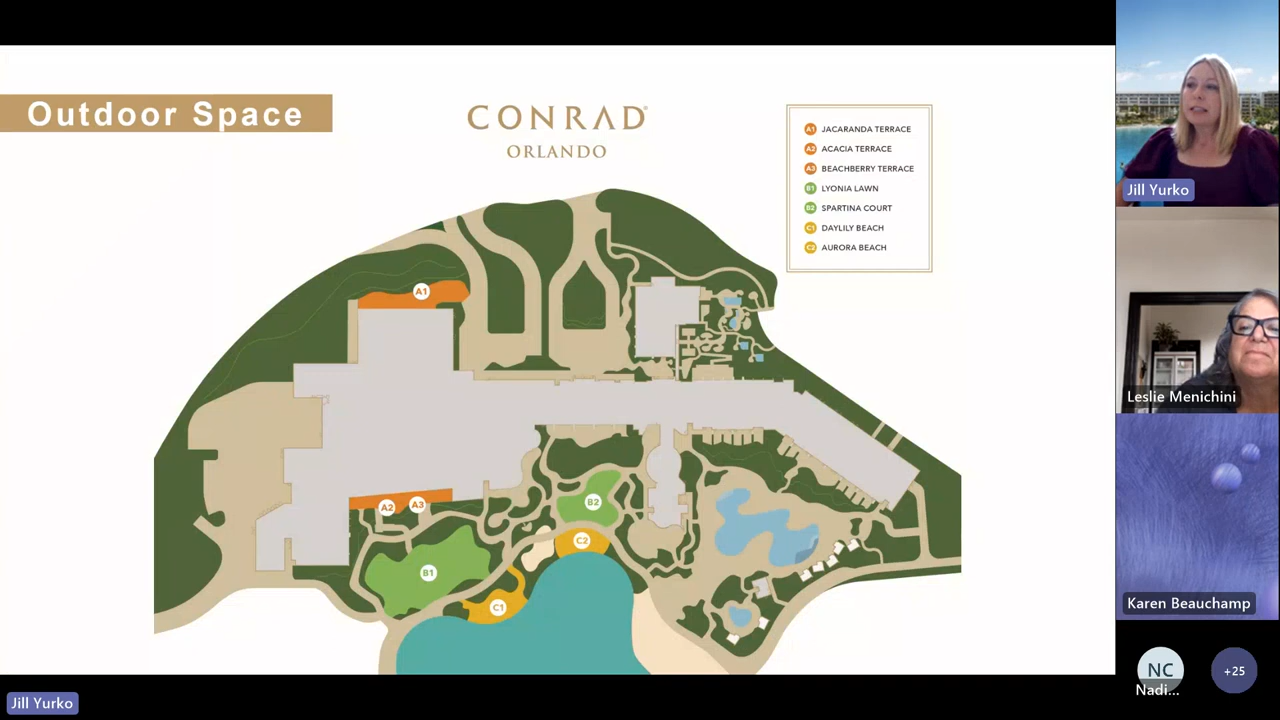 Outdoor Space
CONRAD®
ORLANDO
A1 JACARANDA TERRACE
A2 ACACIA TERRACE
A3 BEACHBERRY TERRACE
B1 LYONIA LAWN
B2 SPARTINA COURT
C1 DAYLILY BEACH
C2 AURORA BEACH
A1
A2
A3
B2
C2
B1
C1
Jill Yurko
Leslie Menichini
Karen Beauchamp
NC
Nadi...
+25
Jill Yurko